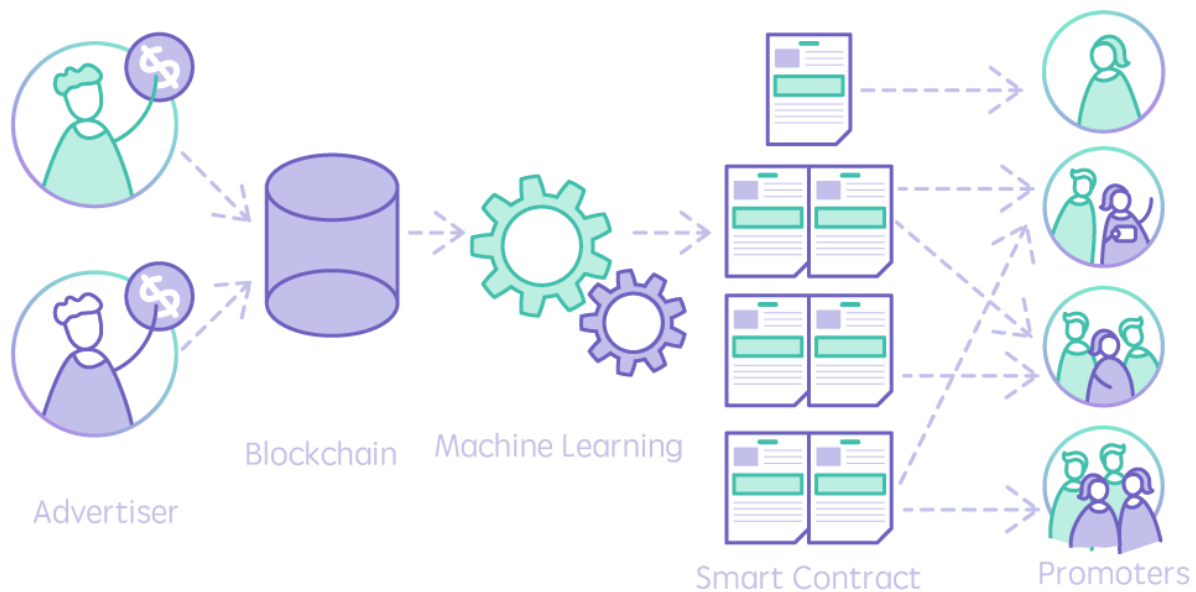 $
$
Blockchain
Machine Learning
Advertiser
Smart Contract
Promoters